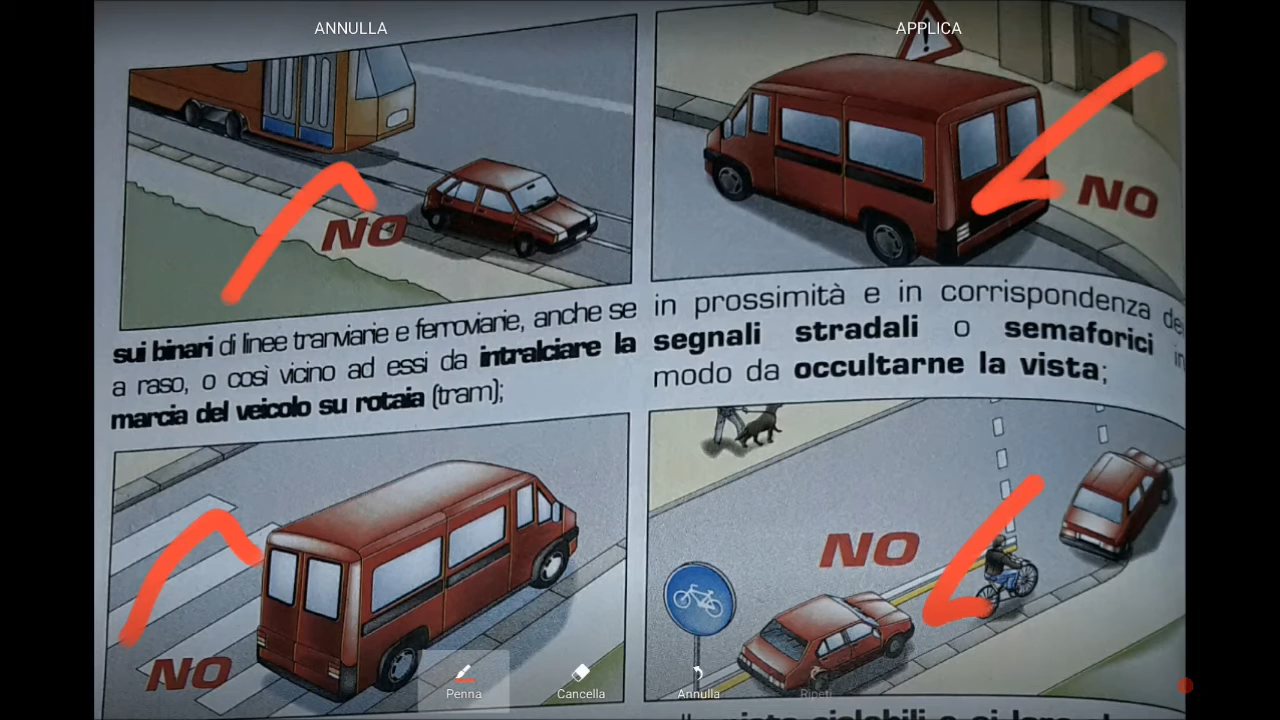 ANNULLA
APPLICA
NO
NO
sui binari di linee tranviarie e ferroviarie, anche se
a raso, o così vicino ad essi da intralciare la
marcia del veicolo su rotaia (tram);
in prossimità e in corrispondenza dei
segnali stradali o semaforici in
modo da occultarne la vista;
NO
NO
Penna
Cancella
Annulla
Ripeti